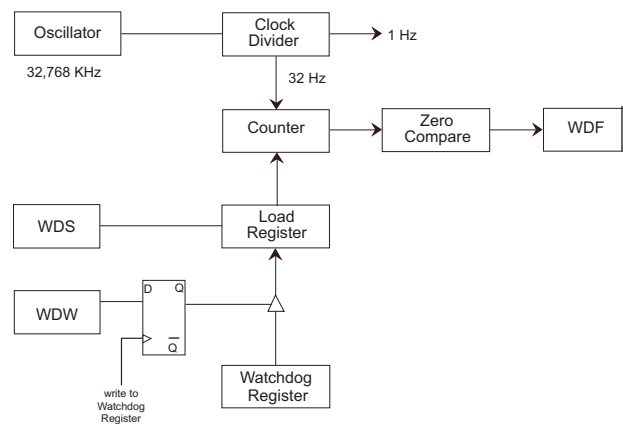 Oscillator
Clock
Divider
1 Hz
32,768 KHz
32 Hz
Counter
Zero
Compare
WDF
WDS
Load
Register
D Q
WDW
Q
Watchdog
Register
write to
Watchdog
Register